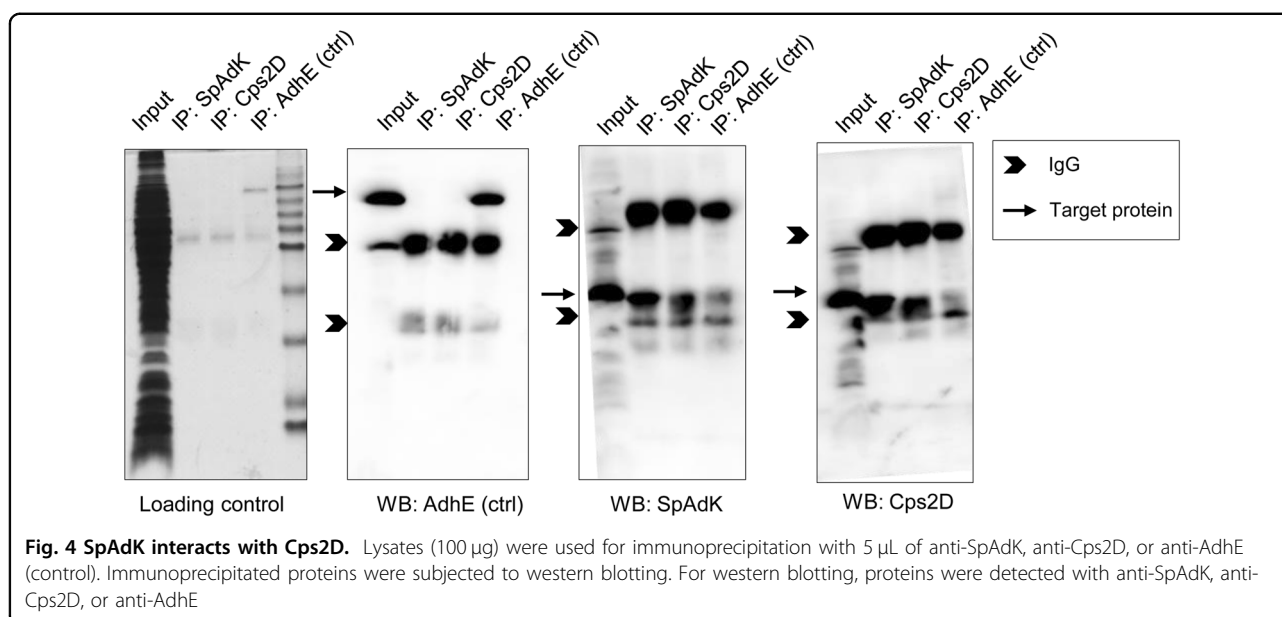 Input
IP: SpAdK
IP: Cps2D
IP: AdhE (ctrl)
Input
IP: SpAdK
IP: Cps2D
IP: AdhE (ctrl)
Input
IP: SpAdK
IP: Cps2D
IP: AdhE (ctrl)
Input
IP: SpAdK
IP: Cps2D
IP: AdhE (ctrl)
IgG
Target protein
Loading control
WB: AdhE (ctrl)
WB: SpAdK
WB: Cps2D
Fig. 4 SpAdK interacts with Cps2D. Lysates (100 µg) were used for immunoprecipitation with 5 µL of anti-SpAdK, anti-Cps2D, or anti-AdhE
(control). Immunoprecipitated proteins were subjected to western blotting. For western blotting, proteins were detected with anti-SpAdK, anti-
Cps2D, or anti-AdhE